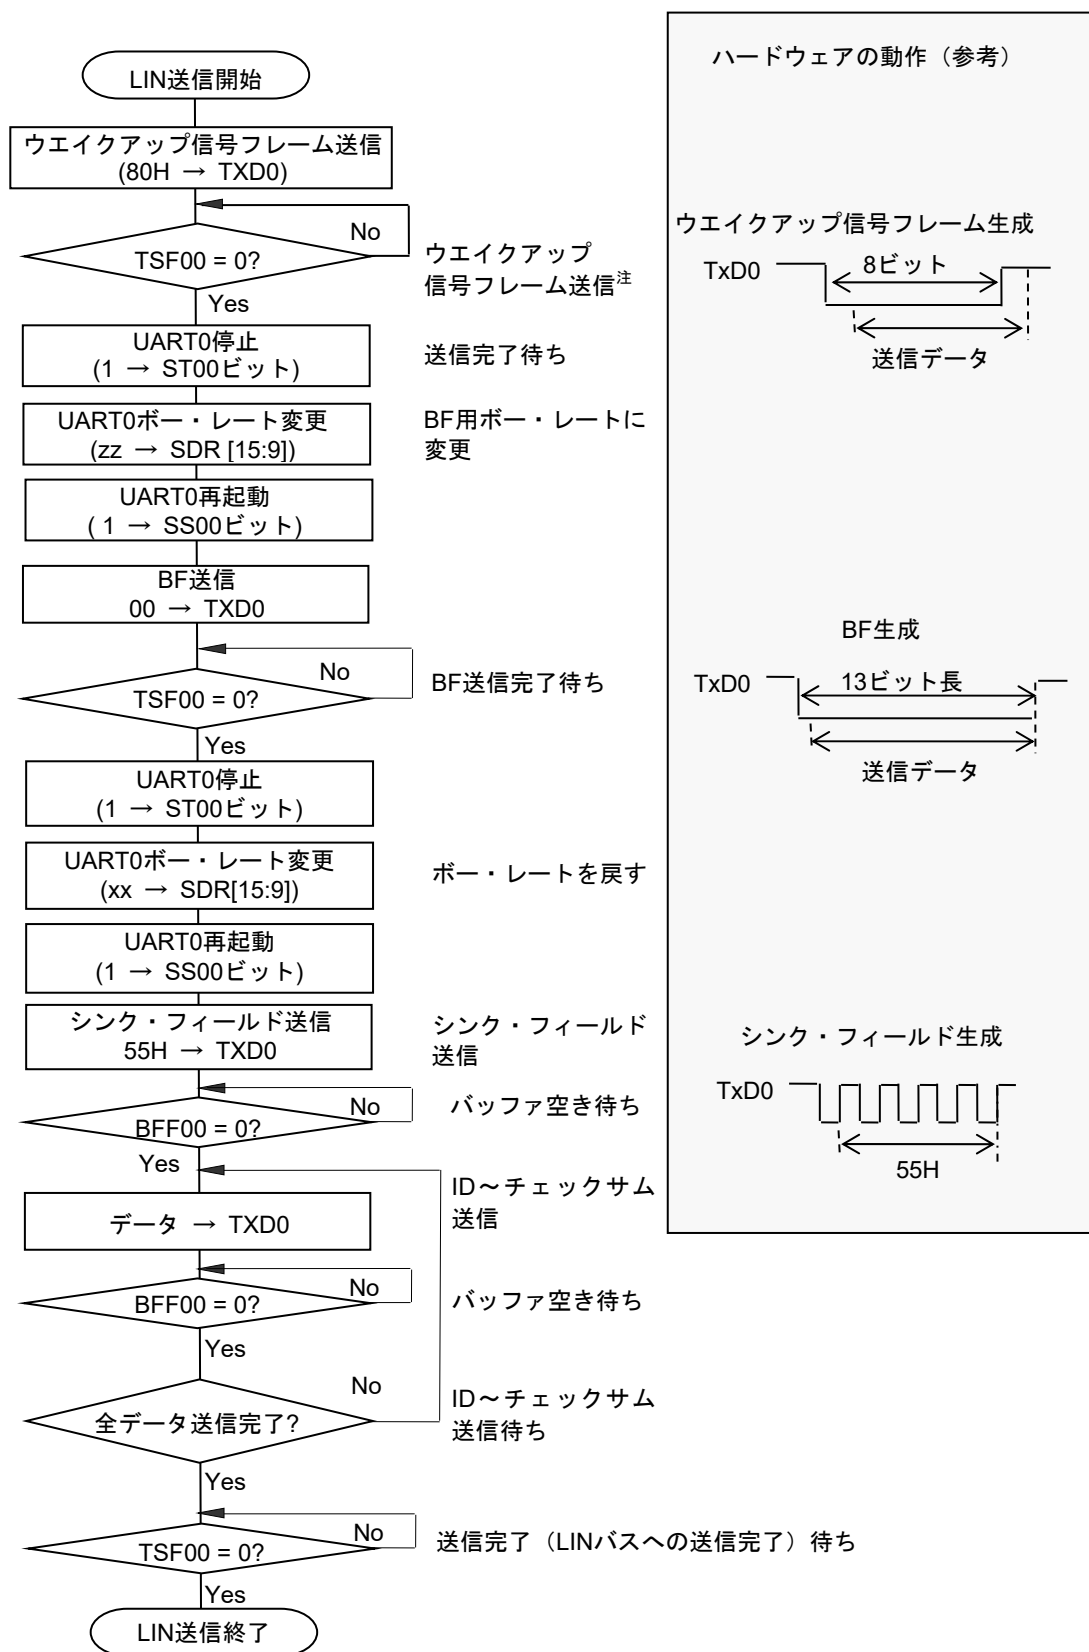 LIN送信開始
ウエイクアップ信号フレーム送信
(80H → TXD0)
No
TSF00 = 0?
ウエイクアップ
信号フレーム送信注
Yes
UART0停止
(1 → ST00ビット)
送信完了待ち
UART0ボー・レート変更
(zz → SDR [15:9])
BF用ボー・レートに
変更
UART0再起動
( 1 → SS00ビット)
BF送信
00 → TXD0
No
TSF00 = 0?
BF送信完了待ち
Yes
UART0停止
(1 → ST00ビット)
UART0ボー・レート変更
(xx → SDR[15:9])
ボー・レートを戻す
UART0再起動
(1 → SS00ビット)
シンク・フィールド送信
55H → TXD0
シンク・フィールド
送信
No
BFF00 = 0?
バッファ空き待ち
Yes
ID～チェックサム
送信
データ → TXD0
No
BFF00 = 0?
バッファ空き待ち
Yes
No
全データ送信完了?
ID～チェックサム
送信待ち
Yes
No
TSF00 = 0?
送信完了（LINバスへの送信完了）待ち
Yes
LIN送信終了
ハードウェアの動作（参考）
ウエイクアップ信号フレーム生成
TxD0
8ビット
送信データ
BF生成
TxD0
13ビット長
送信データ
シンク・フィールド生成
TxD0
55H